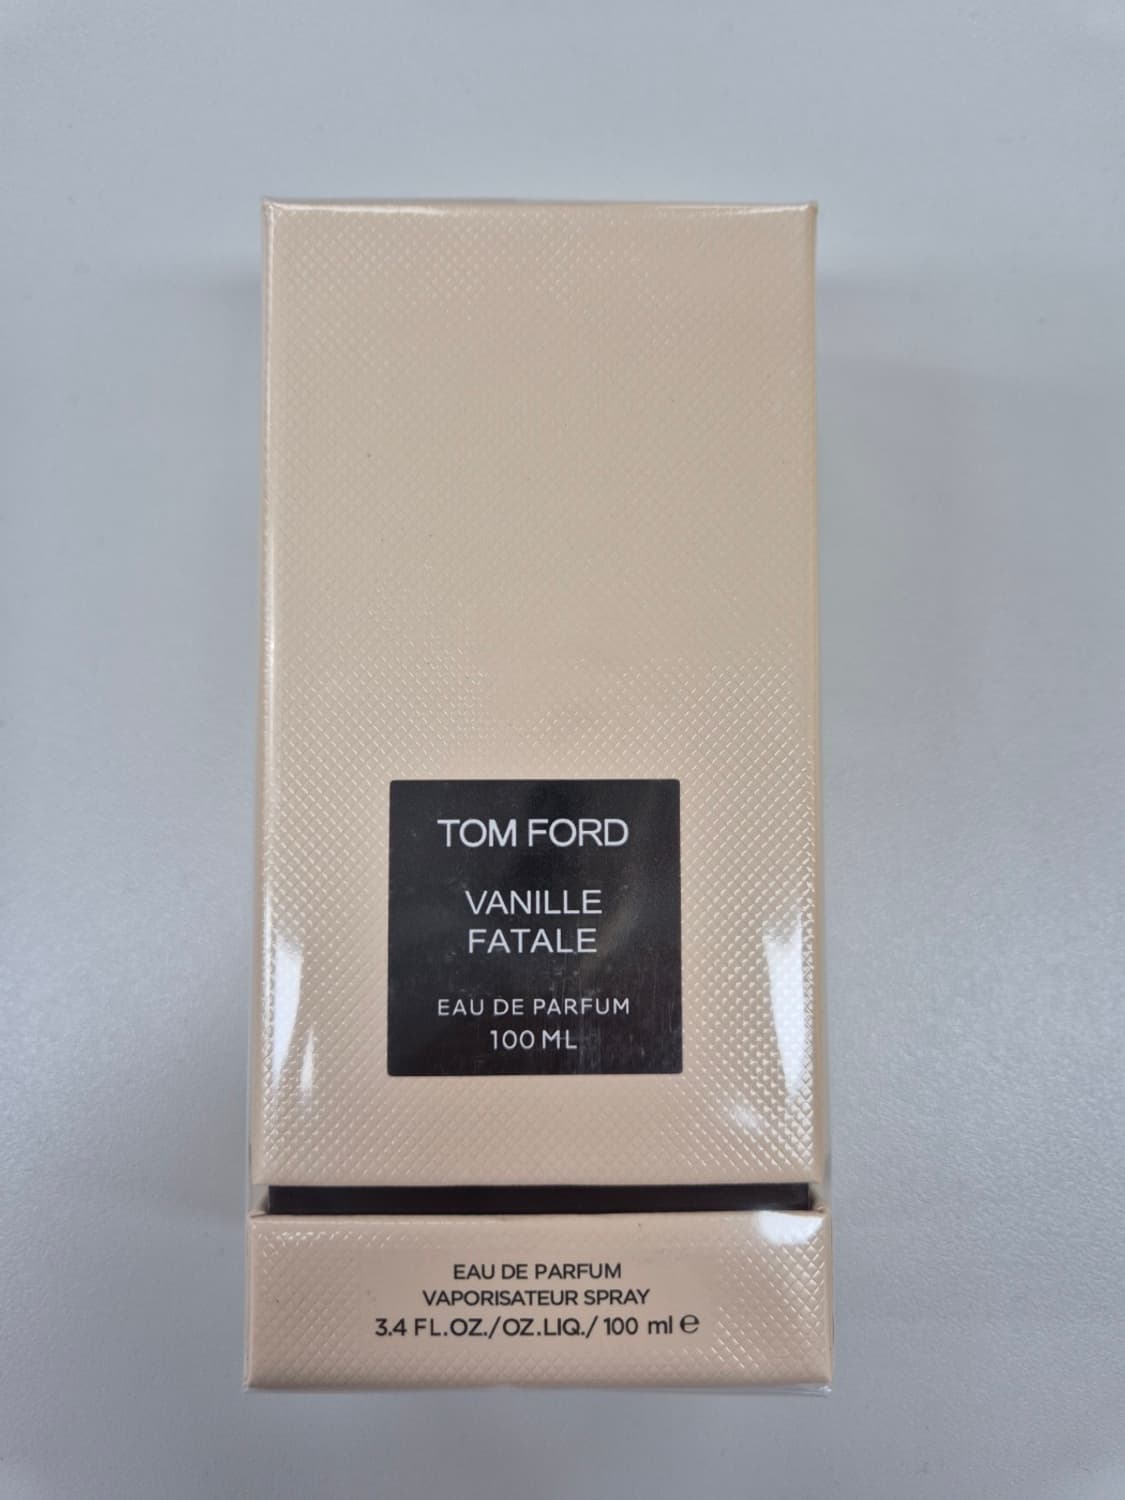 TOM FORD
VANILLE
FATALE
EAU DE PARFUM
100 ML
EAU DE PARFUM
VAPORISATEUR SPRAY
3.4 FL.OZ./OZ.LIQ./ 100 ml ℮